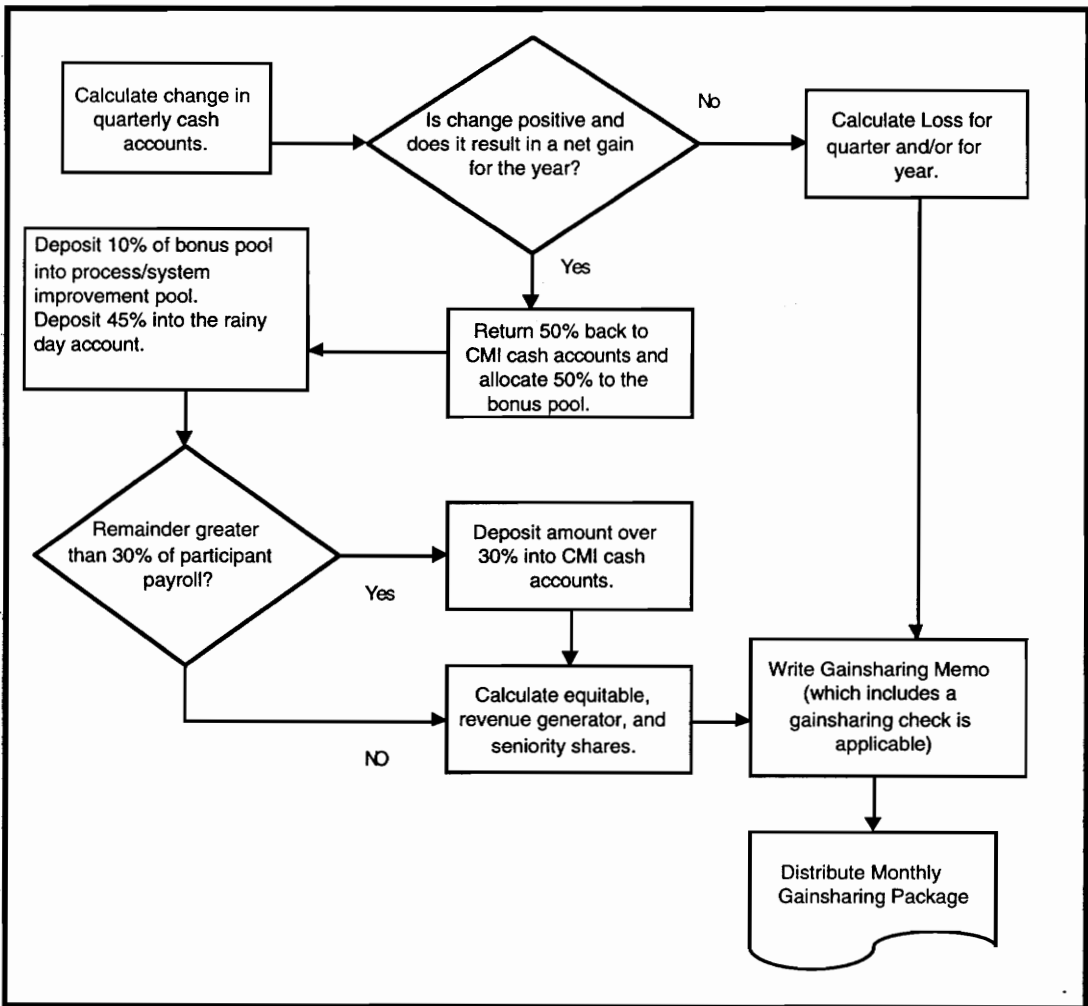 Calculate change in
quarterly cash
accounts.
Is change positive and
does it result in a net gain
for the year?
No
Calculate Loss for
quarter and/or for
year.
Yes
Return 50% back to
CMI cash accounts and
allocate 50% to the
bonus pool.
Deposit 10% of bonus pool
into process/system
improvement pool.
Deposit 45% into the rainy
day account.
Remainder greater
than 30% of participant
payroll?
Yes
Deposit amount over
30% into CMI cash
accounts.
NO
Calculate equitable,
revenue generator, and
seniority shares.
Write Gainsharing Memo
(which includes a
gainsharing check is
applicable)
Distribute Monthly
Gainsharing Package